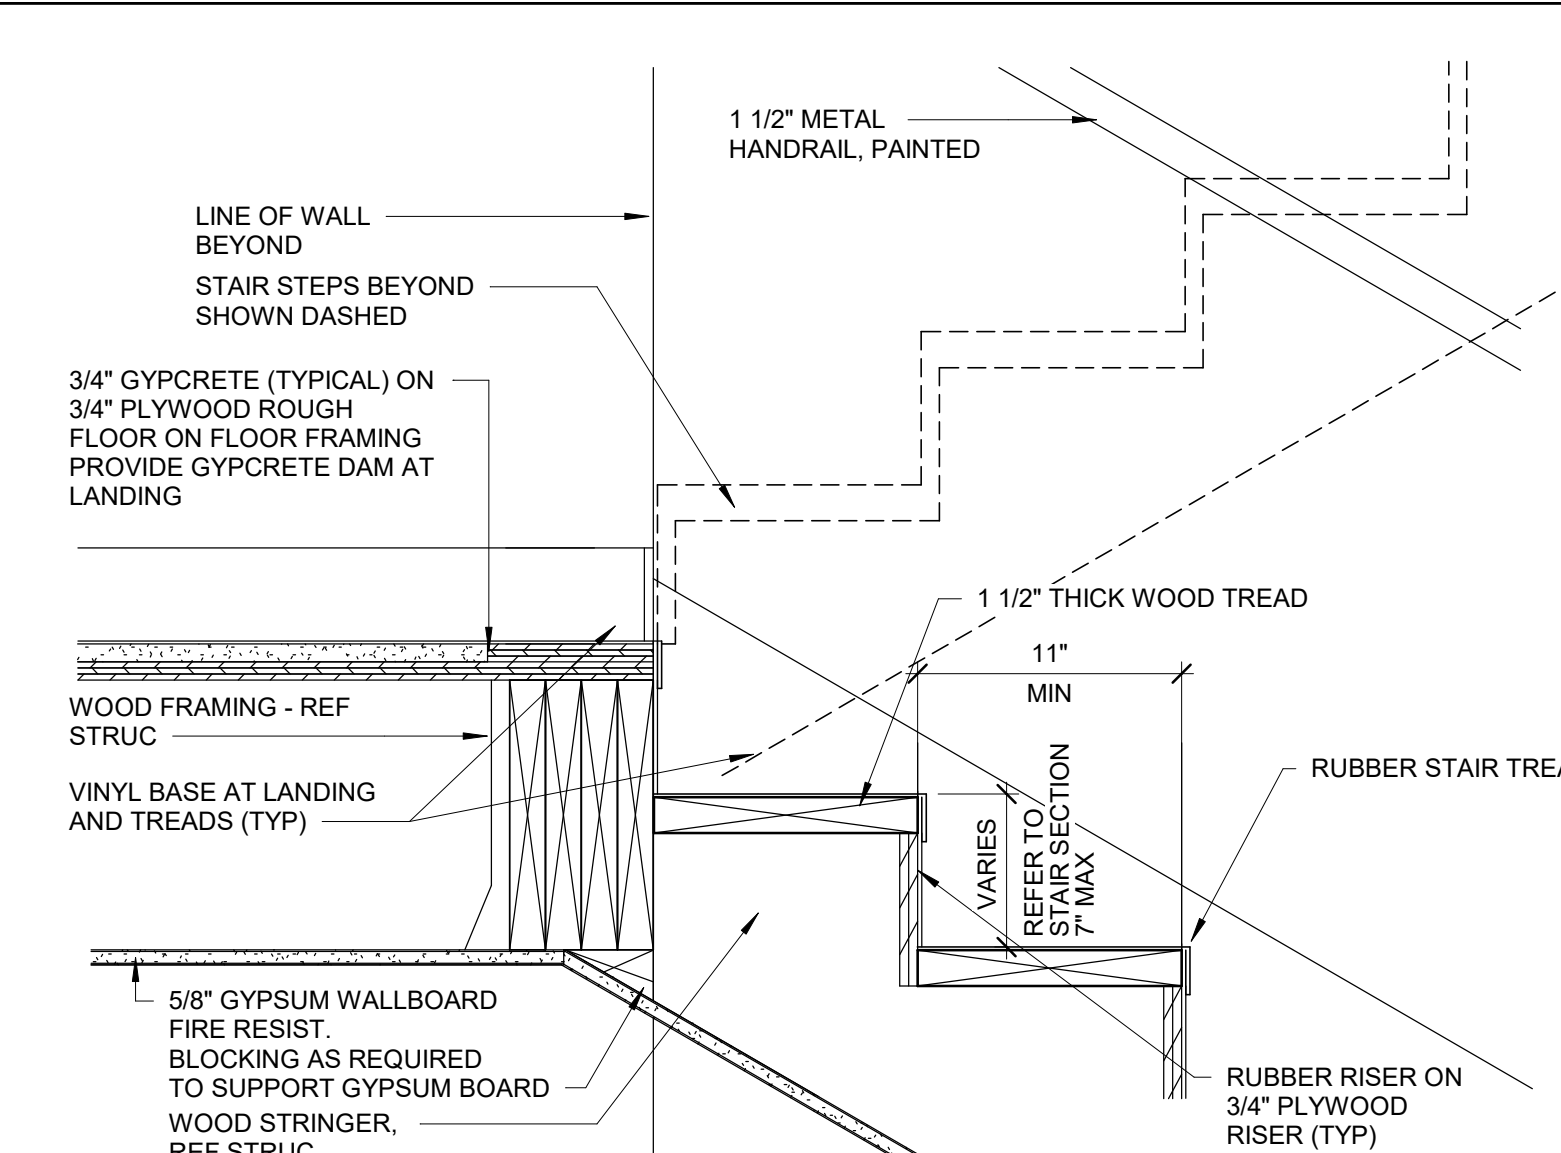 1 1/2" METAL
HANDRAIL, PAINTED
LINE OF WALL
BEYOND
STAIR STEPS BEYOND
SHOWN DASHED
3/4" GYPCRETE (TYPICAL) ON
3/4" PLYWOOD ROUGH
FLOOR ON FLOOR FRAMING
PROVIDE GYPCRETE DAM AT
LANDING
1 1/2" THICK WOOD TREAD
11"
MIN
WOOD FRAMING - REF
STRUC
VINYL BASE AT LANDING
AND TREADS (TYP)
RUBBER STAIR
VARIES
REFER TO
STAIR SECTION
7" MAX
5/8" GYPSUM WALLBOARD
FIRE RESIST.
BLOCKING AS REQUIRED
TO SUPPORT GYPSUM BOARD
WOOD STRINGER,
REF STRUC
RUBBER RISER ON
3/4" PLYWOOD
RISER (TYP)